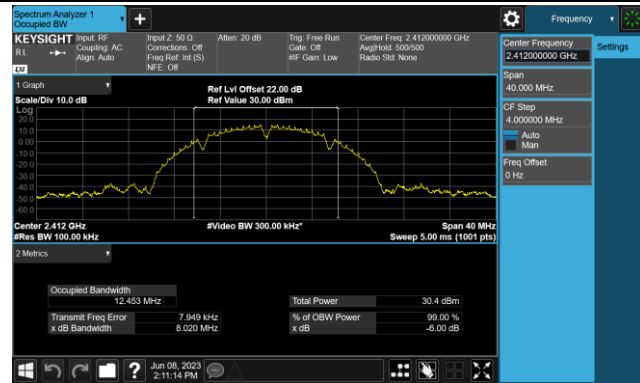 Spectrum Analyzer 1
Occupied BW
Frequency
KEYSIGHT
RL
LXI
Input: RF
Coupling: AC
Align: Auto
Input Z: 50 Ω
Corrections: Off
Freq Ref: Int (S)
NFE: Off
Atten: 20 dB
Trig: Free Run
Gate: Off
#IF Gain: Low
Center Freq: 2.412000000 GHz
Avg|Hold: 500/500
Radio Std: None
Center Frequency
2.412000000 GHz
Settings
Span
40.000 MHz
CF Step
4.000000 MHz
Auto
Man
Freq Offset
0 Hz
1 Graph
Scale/Div 10.0 dB
Ref Lvl Offset 22.00 dB
Ref Value 30.00 dBm
Log
20.0
10.0
0.00
-10.0
-20.0
-30.0
-40.0
-50.0
-60.0
Center 2.412 GHz
#Res BW 100.00 kHz
#Video BW 300.00 kHz*
Span 40 MHz
Sweep 5.00 ms (1001 pts)
2 Metrics
Occupied Bandwidth
12.453 MHz
Total Power 30.4 dBm
Transmit Freq Error 7.949 kHz
% of OBW Power 99.00 %
x dB Bandwidth 8.020 MHz
x dB -6.00 dB
?
Jun 08, 2023
2:11:14 PM